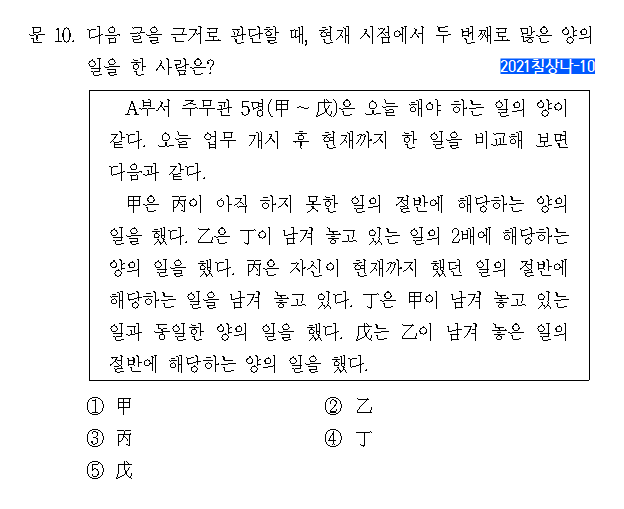 문 10. 다음 글을 근거로 판단할 때, 현재 시점에서 두 번째로 많은 양의
일을 한 사람은?
2021칠상나-10
A부서 주무관 5명(甲 ~ 戊)은 오늘 해야 하는 일의 양이
같다. 오늘 업무 개시 후 현재까지 한 일을 비교해 보면
다음과 같다.
甲은 丙이 아직 하지 못한 일의 절반에 해당하는 양의
일을 했다. 乙은 丁이 남겨 놓고 있는 일의 2배에 해당하는
양의 일을 했다. 丙은 자신이 현재까지 했던 일의 절반에
해당하는 일을 남겨 놓고 있다. 丁은 甲이 남겨 놓고 있는
일과 동일한 양의 일을 했다. 戊는 乙이 남겨 놓은 일의
절반에 해당하는 양의 일을 했다.
① 甲 ② 乙
③ 丙 ④ 丁
⑤ 戊